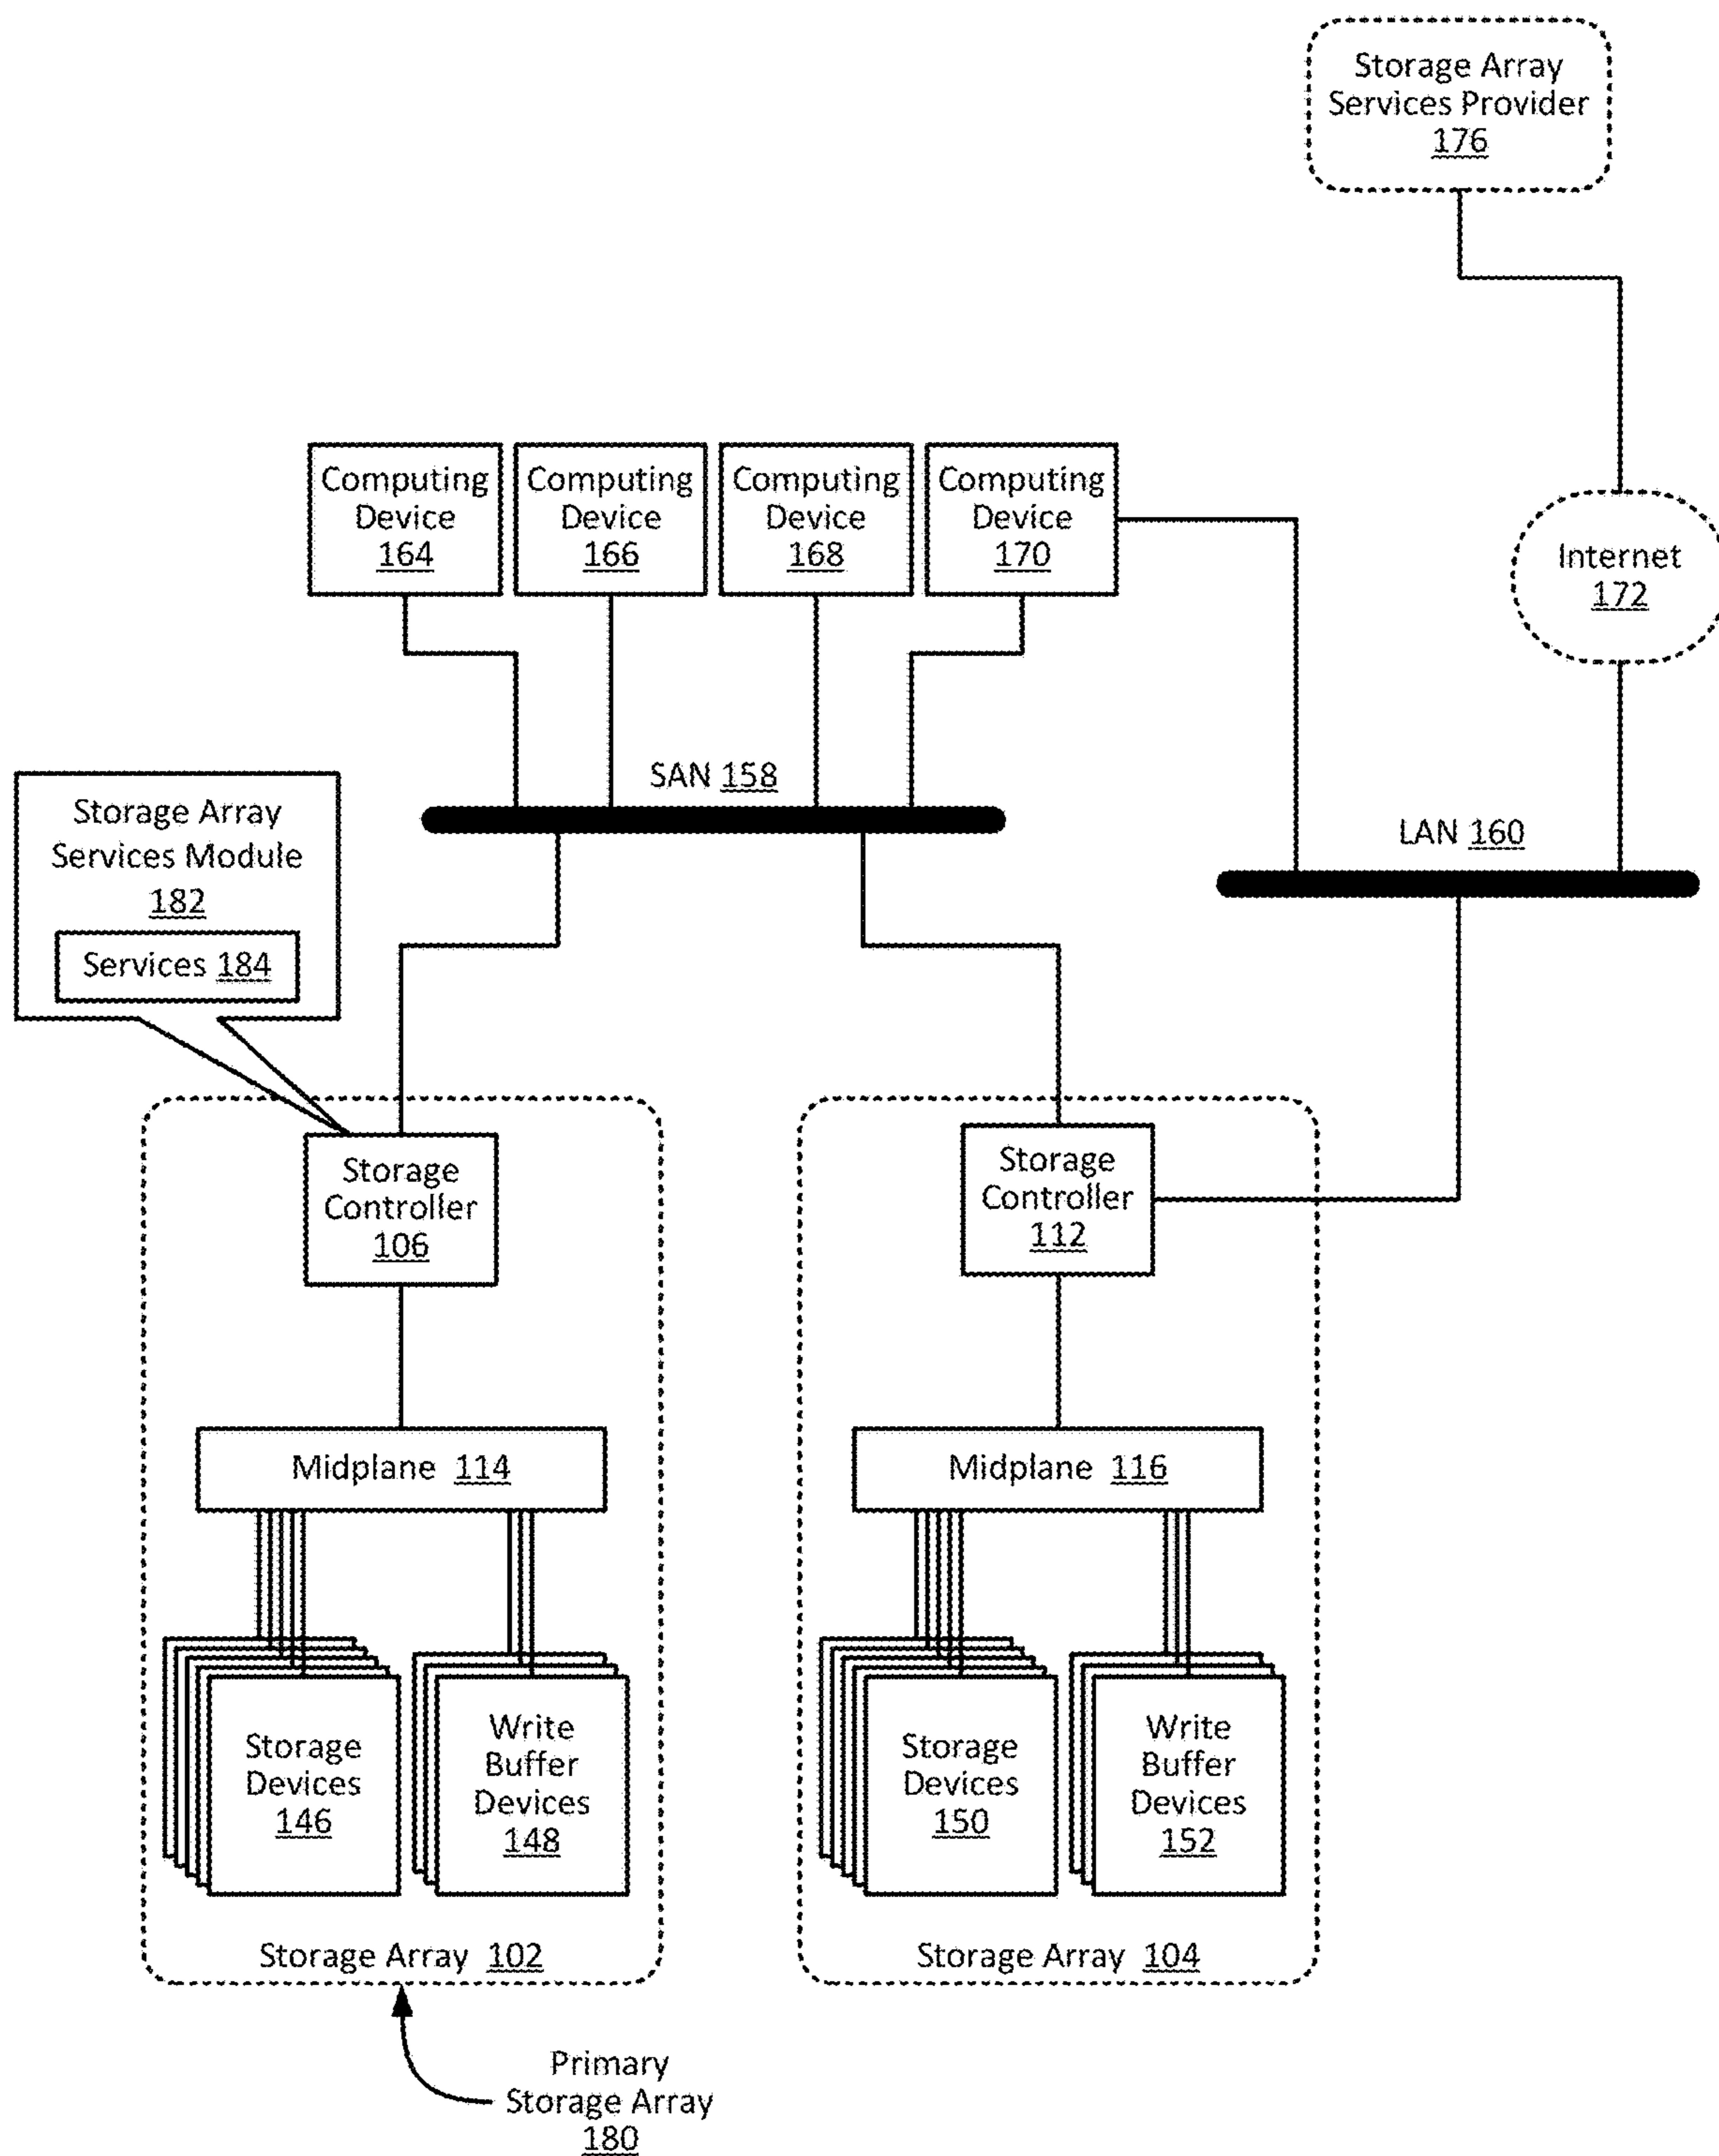 Storage Array
Services Provider
176
Computing
Device
164
Computing
Device
166
Computing
Device
168
Computing
Device
170
Internet
172
SAN 158
Storage Array
Services Module
182
Services 184
LAN 160
Storage
Controller
106
Storage
Controller
112
Midplane 114
Midplane 116
Storage
Devices
146
Write
Buffer
Devices
148
Storage
Devices
150
Write
Buffer
Devices
152
Storage Array 102
Storage Array 104
Primary
Storage Array
180